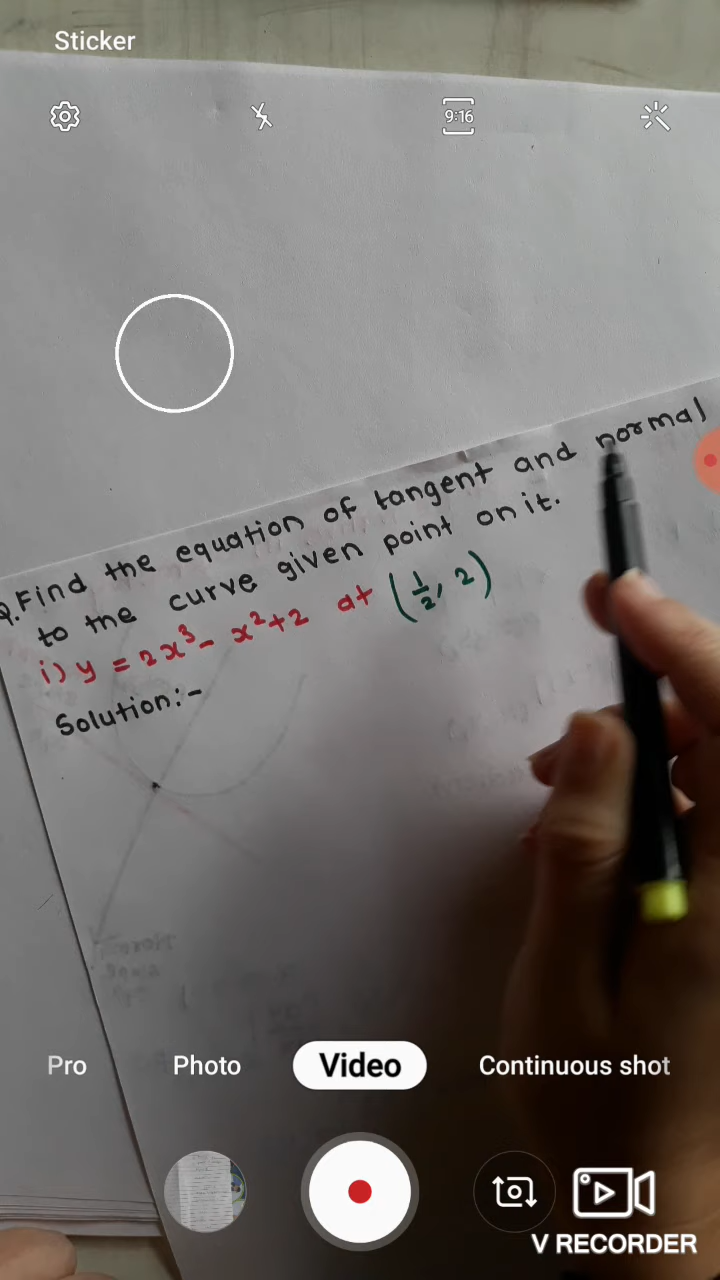 Sticker
9:16
Q.Find the equation of tangent and normal
to the curve given point on it.
i) y = 2x³- x²+2 at (1/2, 2)
Solution:-
Pro Photo Video Continuous shot
V RECORDER